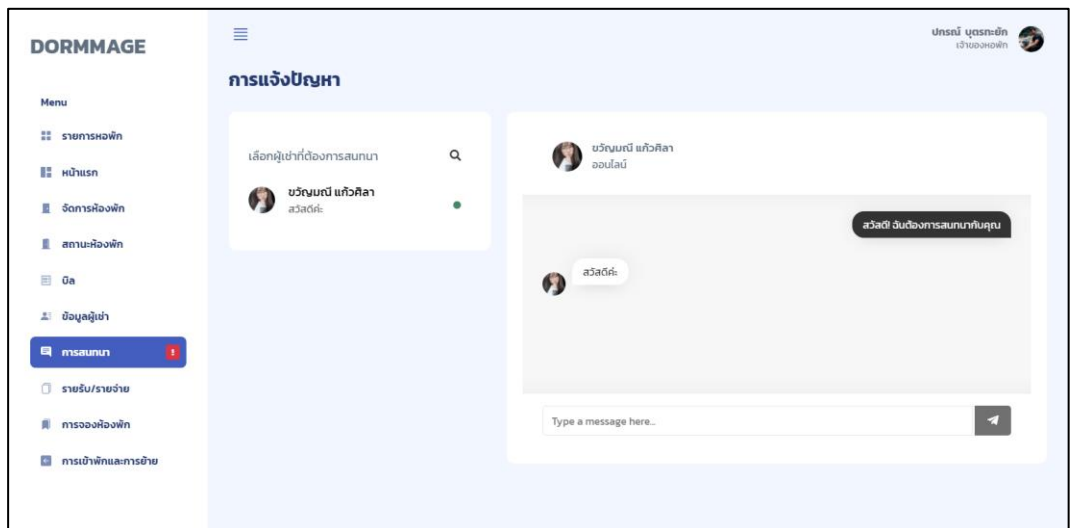 DORMMAGE
Menu
รายการหอพัก
หน้าแรก
จัดการห้องพัก
สถานะห้องพัก
บิล
ข้อมูลผู้เช่า
การสนทนา
!
รายรับ/รายจ่าย
การจองห้องพัก
การเข้าพักและการย้าย
ปกรณ์ บุตรทะยัก
เจ้าของหอพัก
การแจ้งปัญหา
เลือกผู้เช่าที่ต้องการสนทนา
ขวัญมณี แก้วศิลา
สวัสดีค่ะ
ขวัญมณี แก้วศิลา
ออนไลน์
สวัสดี! ฉันต้องการสนทนากับคุณ
สวัสดีค่ะ
Type a message here...